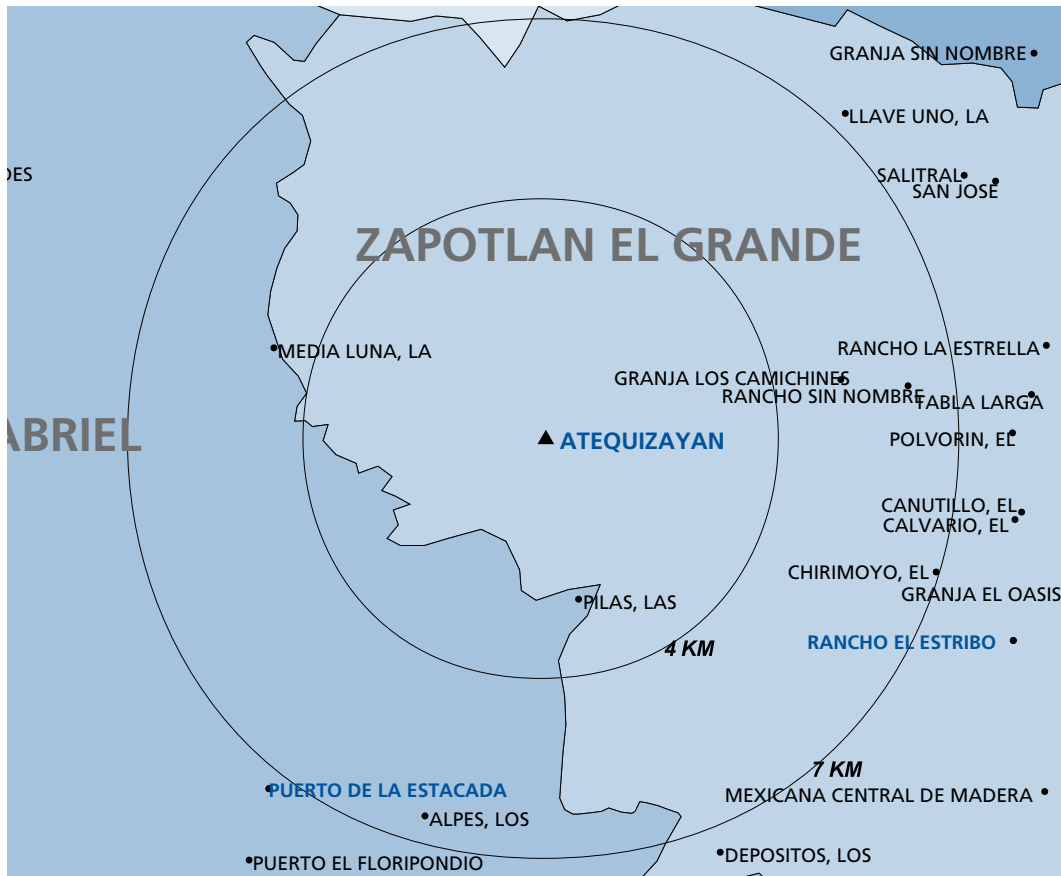 GRANJA SIN NOMBRE
LLAVE UNO, LA
DES
SALITRAL
SAN JOSE
ZAPOTLAN EL GRANDE
MEDIA LUNA, LA
RANCHO LA ESTRELLA
GRANJA LOS CAMICHINES
RANCHO SIN NOMBRE
TABLA LARGA
ABRIEL
ATEQUIZAYAN
POLVORIN, EL
CANUTILLO, EL
CALVARIO, EL
CHIRIMOYO, EL
GRANJA EL OASIS
PILAS, LAS
4 KM
RANCHO EL ESTRIBO
7 KM
PUERTO DE LA ESTACADA
MEXICANA CENTRAL DE MADERA
ALPES, LOS
DEPOSITOS, LOS
PUERTO EL FLORIPONDIO